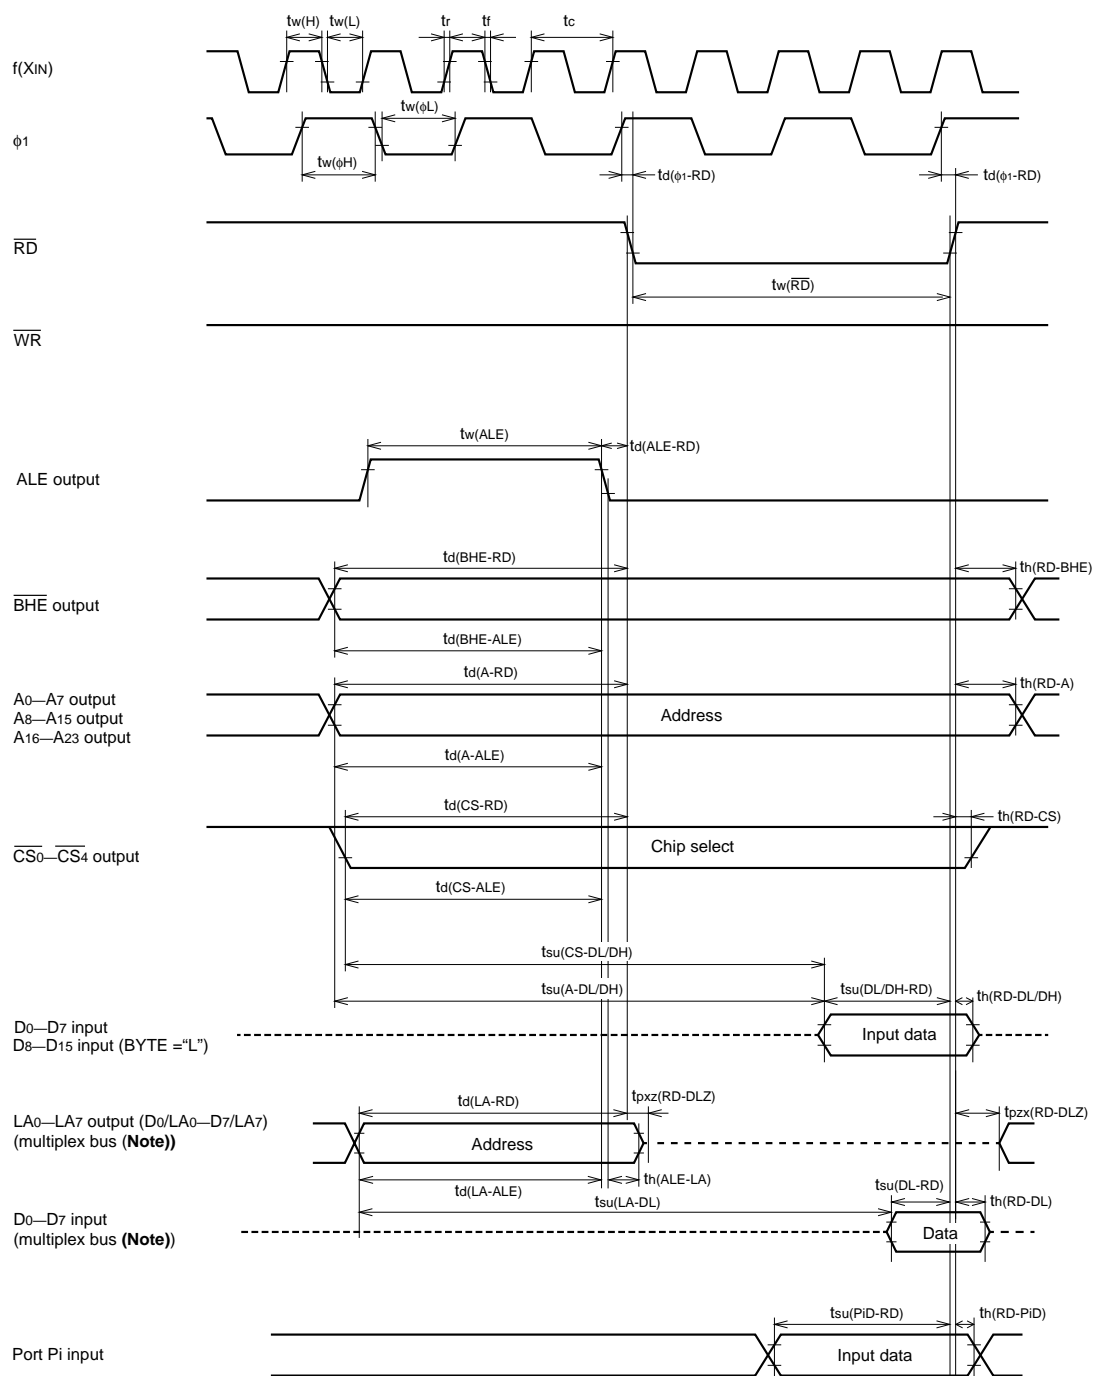 tw(H) tw(L) tr tf tc
f(XIN)
tw(ϕL)
ϕ1
tw(ϕH)
td(ϕ1-RD) td(ϕ1-RD)
R̅D̅
tw(R̅D̅)
W̅R̅
tw(ALE)
td(ALE-RD)
ALE output
td(BHE-RD)
th(RD-BHE)
B̅H̅E̅ output
td(BHE-ALE)
td(A-RD)
th(RD-A)
A0—A7 output
A8—A15 output
A16—A23 output
Address
td(A-ALE)
td(CS-RD)
th(RD-CS)
C̅S̅0—C̅S̅4 output
Chip select
td(CS-ALE)
tsu(CS-DL/DH)
tsu(A-DL/DH) tsu(DL/DH-RD) th(RD-DL/DH)
D0—D7 input
D8—D15 input (BYTE =“L”)
Input data
tpxz(RD-DLZ)
td(LA-RD)
tpzx(RD-DLZ)
LA0—LA7 output (D0/LA0—D7/LA7)
(multiplex bus (Note))
Address
th(ALE-LA)
td(LA-ALE)
tsu(DL-RD)
tsu(LA-DL)
th(RD-DL)
D0—D7 input
(multiplex bus (Note))
Data
tsu(PiD-RD) th(RD-PiD)
Port Pi input
Input data